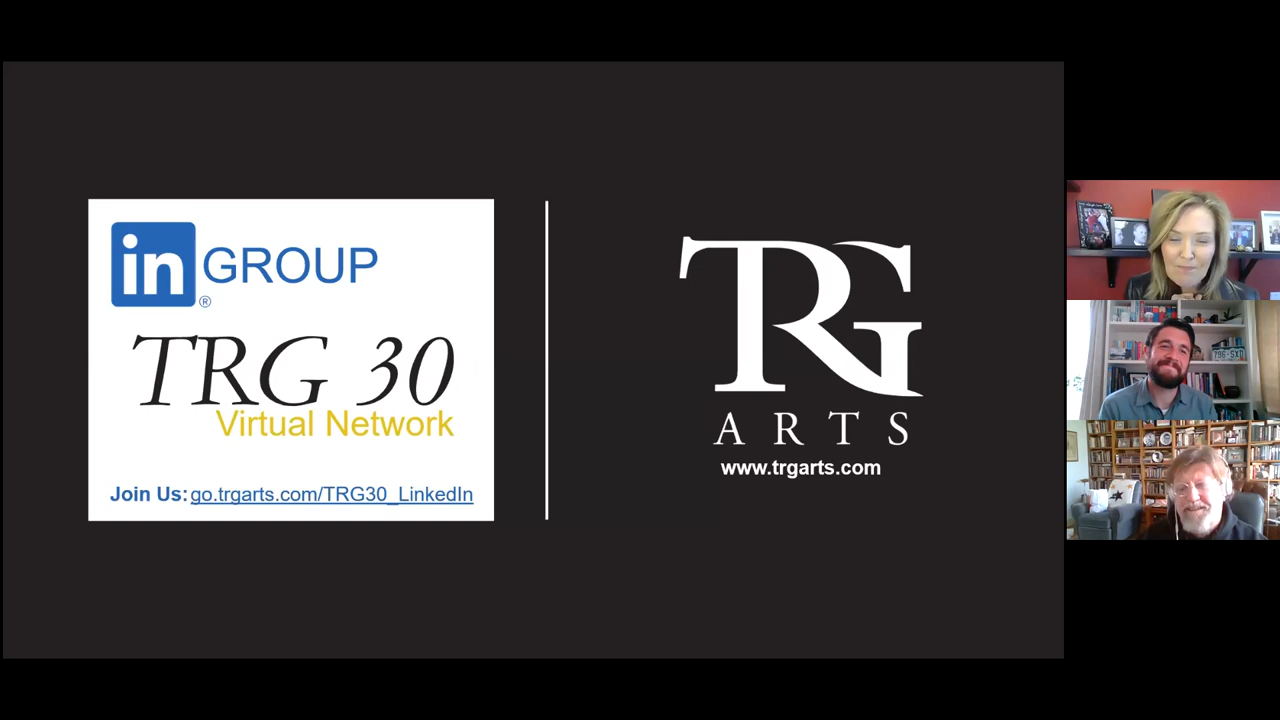 in GROUP
®
TRG 30
Virtual Network
Join Us: go.trgarts.com/TRG30_LinkedIn
TRG
ARTS
www.trgarts.com